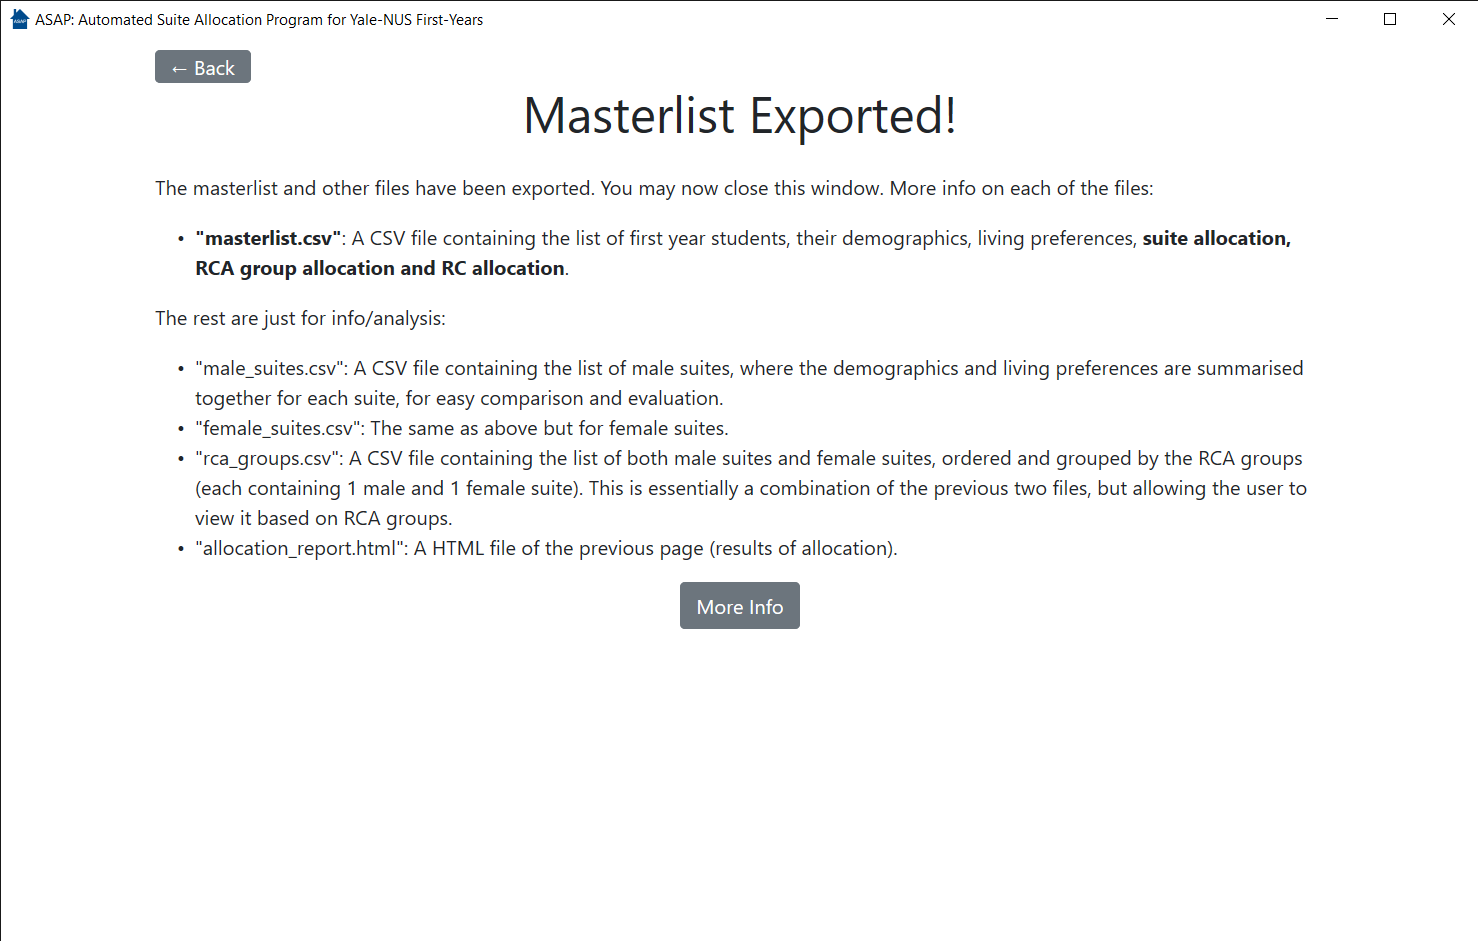 ASAP: Automated Suite Allocation Program for Yale-NUS First-Years
← Back
Masterlist Exported!
The masterlist and other files have been exported. You may now close this window. More info on each of the files:
• "masterlist.csv": A CSV file containing the list of first year students, their demographics, living preferences, suite allocation,
RCA group allocation and RC allocation.
The rest are just for info/analysis:
• "male_suites.csv": A CSV file containing the list of male suites, where the demographics and living preferences are summarised
together for each suite, for easy comparison and evaluation.
• "female_suites.csv": The same as above but for female suites.
• "rca_groups.csv": A CSV file containing the list of both male suites and female suites, ordered and grouped by the RCA groups
(each containing 1 male and 1 female suite). This is essentially a combination of the previous two files, but allowing the user to
view it based on RCA groups.
• "allocation_report.html": A HTML file of the previous page (results of allocation).
More Info